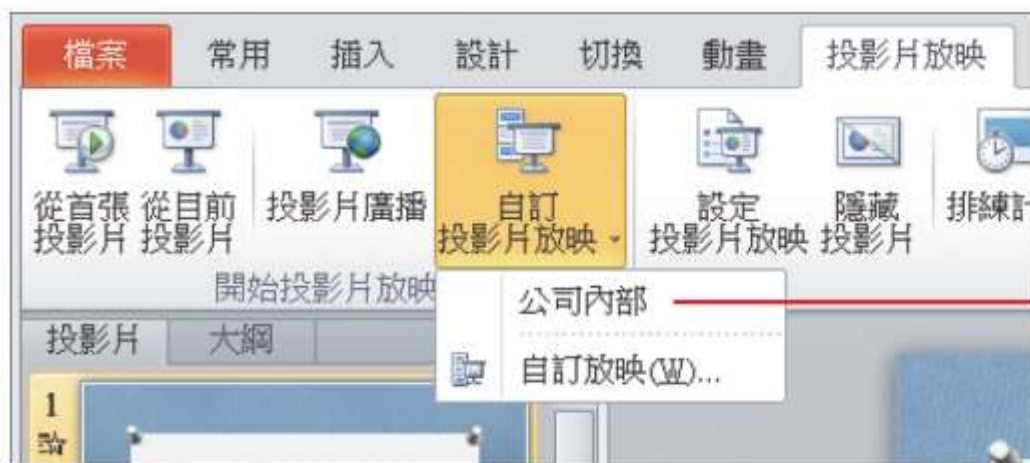 檔案 常用 插入 設計 切換 動畫 投影片放映
從首張 從目前 投影片廣播 自訂 設定 隱藏 排練計
投影片 投影片 投影片放映 投影片放映 投影片
開始投影片放映
公司內部
投影片 大綱
自訂放映(W)...
1